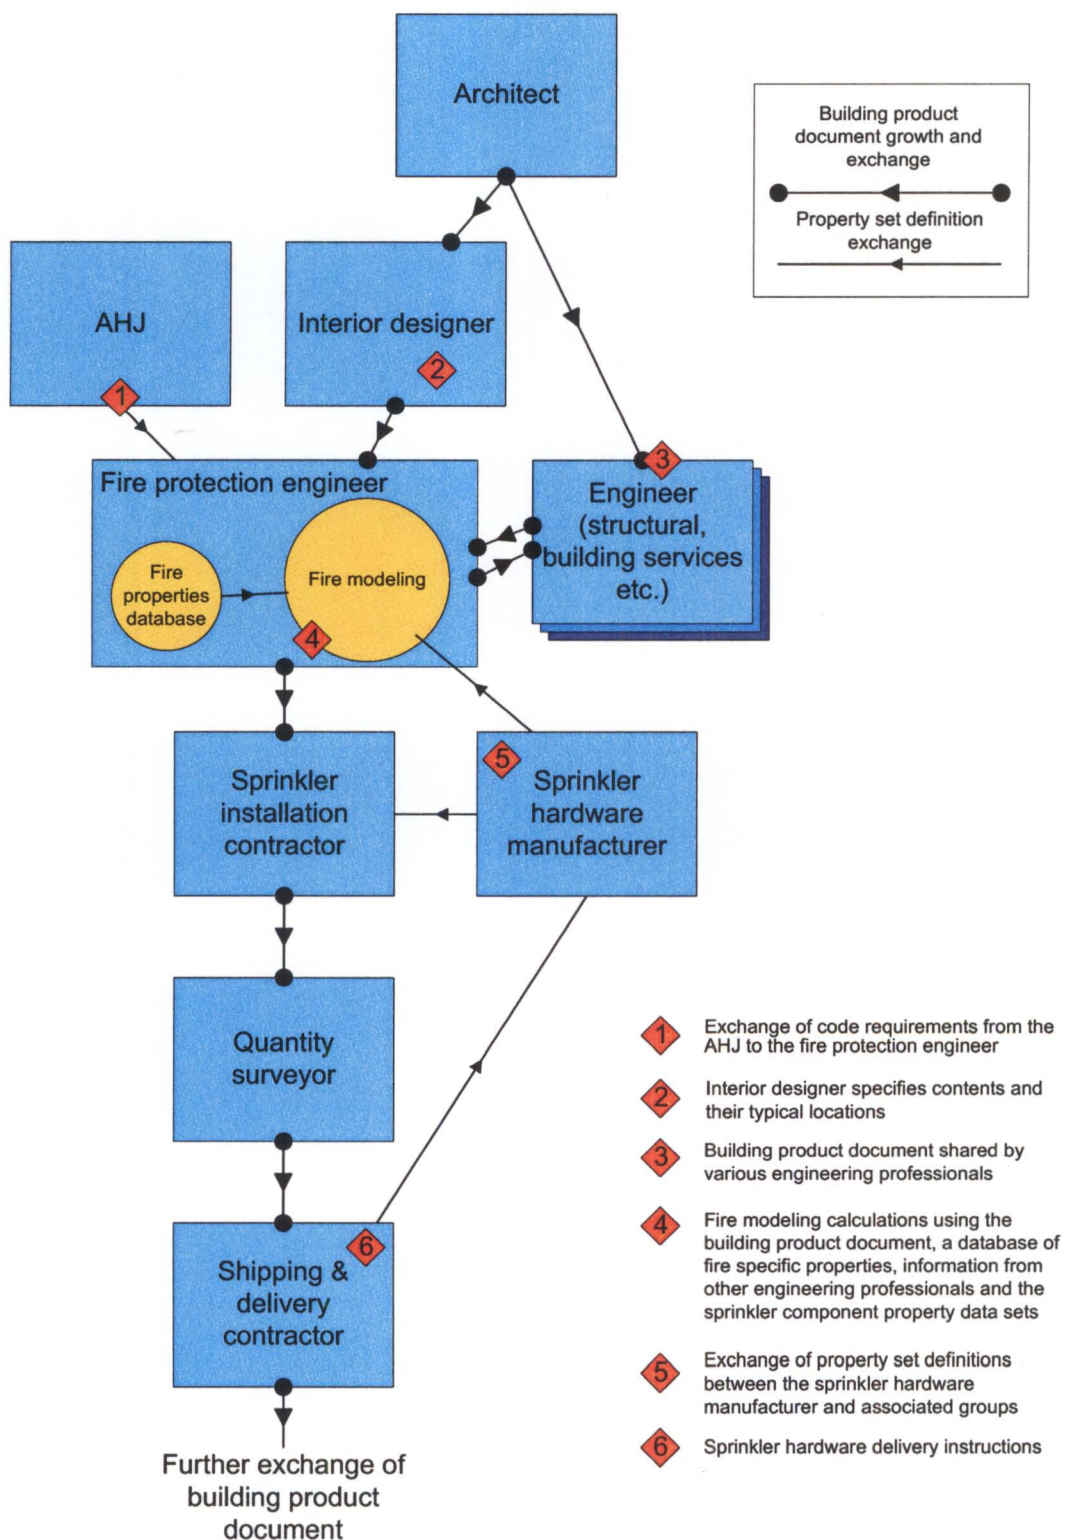 Architect
Building product
document growth and
exchange
Property set definition
exchange
AHJ
1
Interior designer
2
Fire protection engineer
Fire
properties
database
Fire modeling
4
3
Engineer
(structural,
building services
etc.)
Sprinkler
installation
contractor
5
Sprinkler
hardware
manufacturer
Quantity
surveyor
6
Shipping &
delivery
contractor
Further exchange of
building product
document
1
Exchange of code requirements from the
AHJ to the fire protection engineer
2
Interior designer specifies contents and
their typical locations
3
Building product document shared by
various engineering professionals
4
Fire modeling calculations using the
building product document, a database of
fire specific properties, information from
other engineering professionals and the
sprinkler component property data sets
5
Exchange of property set definitions
between the sprinkler hardware
manufacturer and associated groups
6
Sprinkler hardware delivery instructions